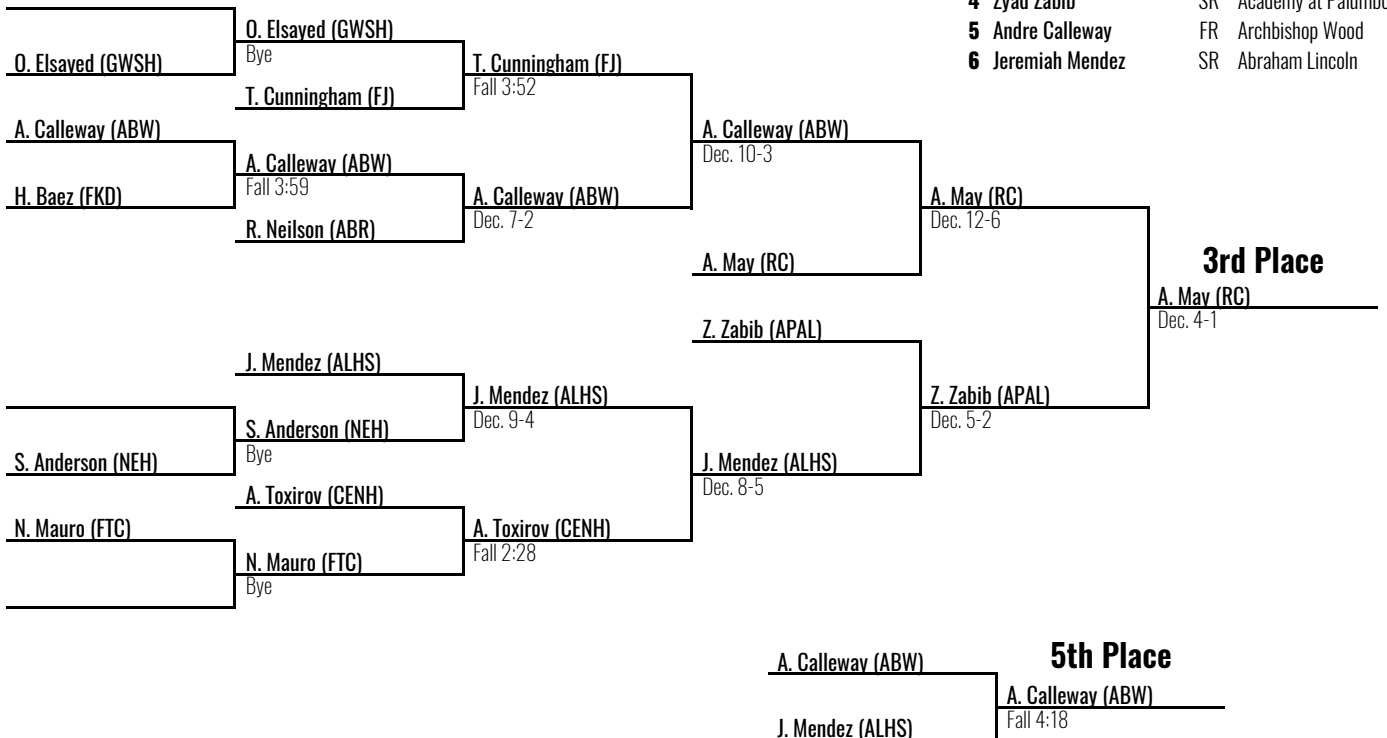 4 Zyad Zabib SR Academy at Palumbo
O. Elsayed (GWSH)
5 Andre Calleway FR Archbishop Wood
Bye
O. Elsayed (GWSH)
T. Cunningham (FJ)
6 Jeremiah Mendez SR Abraham Lincoln
Fall 3:52
T. Cunningham (FJ)
A. Calleway (ABW)
A. Calleway (ABW)
Dec. 10-3
A. Calleway (ABW)
Fall 3:59
H. Baez (FKD)
A. Calleway (ABW)
A. May (RC)
Dec. 7-2
Dec. 12-6
R. Neilson (ABR)
A. May (RC)
3rd Place
A. May (RC)
Dec. 4-1
Z. Zabib (APAL)
J. Mendez (ALHS)
J. Mendez (ALHS)
Z. Zabib (APAL)
Dec. 9-4
Dec. 5-2
S. Anderson (NEH)
Bye
S. Anderson (NEH)
J. Mendez (ALHS)
Dec. 8-5
A. Toxirov (CENH)
N. Mauro (FTC)
A. Toxirov (CENH)
Fall 2:28
N. Mauro (FTC)
Bye
5th Place
A. Calleway (ABW)
A. Calleway (ABW)
Fall 4:18
J. Mendez (ALHS)